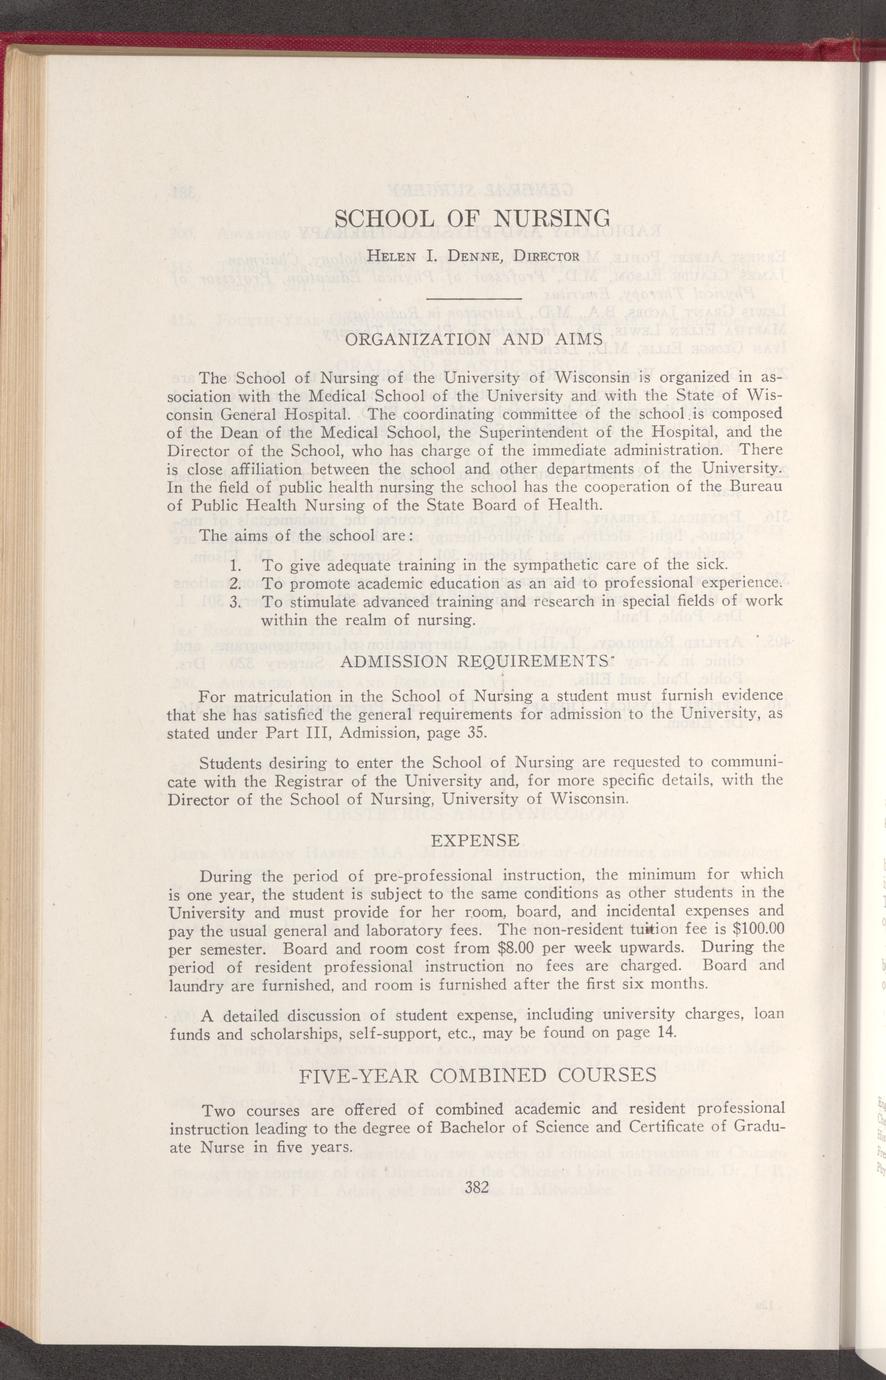 SCHOOL OF NURSING
HELEN I. DENNE, DIRECTOR
ORGANIZATION AND AIMS
The School of Nursing of the University of Wisconsin is organized in as-
sociation with the Medical School of the University and with the State of Wis-
consin General Hospital. The coordinating committee of the school is composed
of the Dean of the Medical School, the Superintendent of the Hospital, and the
Director of the School, who has charge of the immediate administration. There
is close affiliation between the school and other departments of the University.
In the field of public health nursing the school has the cooperation of the Bureau
of Public Health Nursing of the State Board of Health.
The aims of the school are:
1. To give adequate training in the sympathetic care of the sick.
2. To promote academic education as an aid to professional experience.
3. To stimulate advanced training and research in special fields of work
within the realm of nursing.
ADMISSION REQUIREMENTS
For matriculation in the School of Nursing a student must furnish evidence
that she has satisfied the general requirements for admission to the University, as
stated under Part III, Admission, page 35.
Students desiring to enter the School of Nursing are requested to communi-
cate with the Registrar of the University and, for more specific details, with the
Director of the School of Nursing, University of Wisconsin.
EXPENSE
During the period of pre-professional instruction, the minimum for which
is one year, the student is subject to the same conditions as other students in the
University and must provide for her room, board, and incidental expenses and
pay the usual general and laboratory fees. The non-resident tuition fee is $100.00
per semester. Board and room cost from $8.00 per week upwards. During the
period of resident professional instruction no fees are charged. Board and
laundry are furnished, and room is furnished after the first six months.
A detailed discussion of student expense, including university charges, loan
funds and scholarships, self-support, etc., may be found on page 14.
FIVE-YEAR COMBINED COURSES
Two courses are offered of combined academic and resident professional
instruction leading to the degree of Bachelor of Science and Certificate of Gradu-
ate Nurse in five years.
382